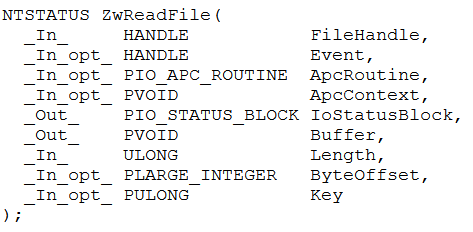 NTSTATUS ZwReadFile(
  _In_     HANDLE           FileHandle,
  _In_opt_ HANDLE           Event,
  _In_opt_ PIO_APC_ROUTINE  ApcRoutine,
  _In_opt_ PVOID            ApcContext,
  _Out_    PIO_STATUS_BLOCK IoStatusBlock,
  _Out_    PVOID            Buffer,
  _In_     ULONG            Length,
  _In_opt_ PLARGE_INTEGER   ByteOffset,
  _In_opt_ PULONG           Key
);